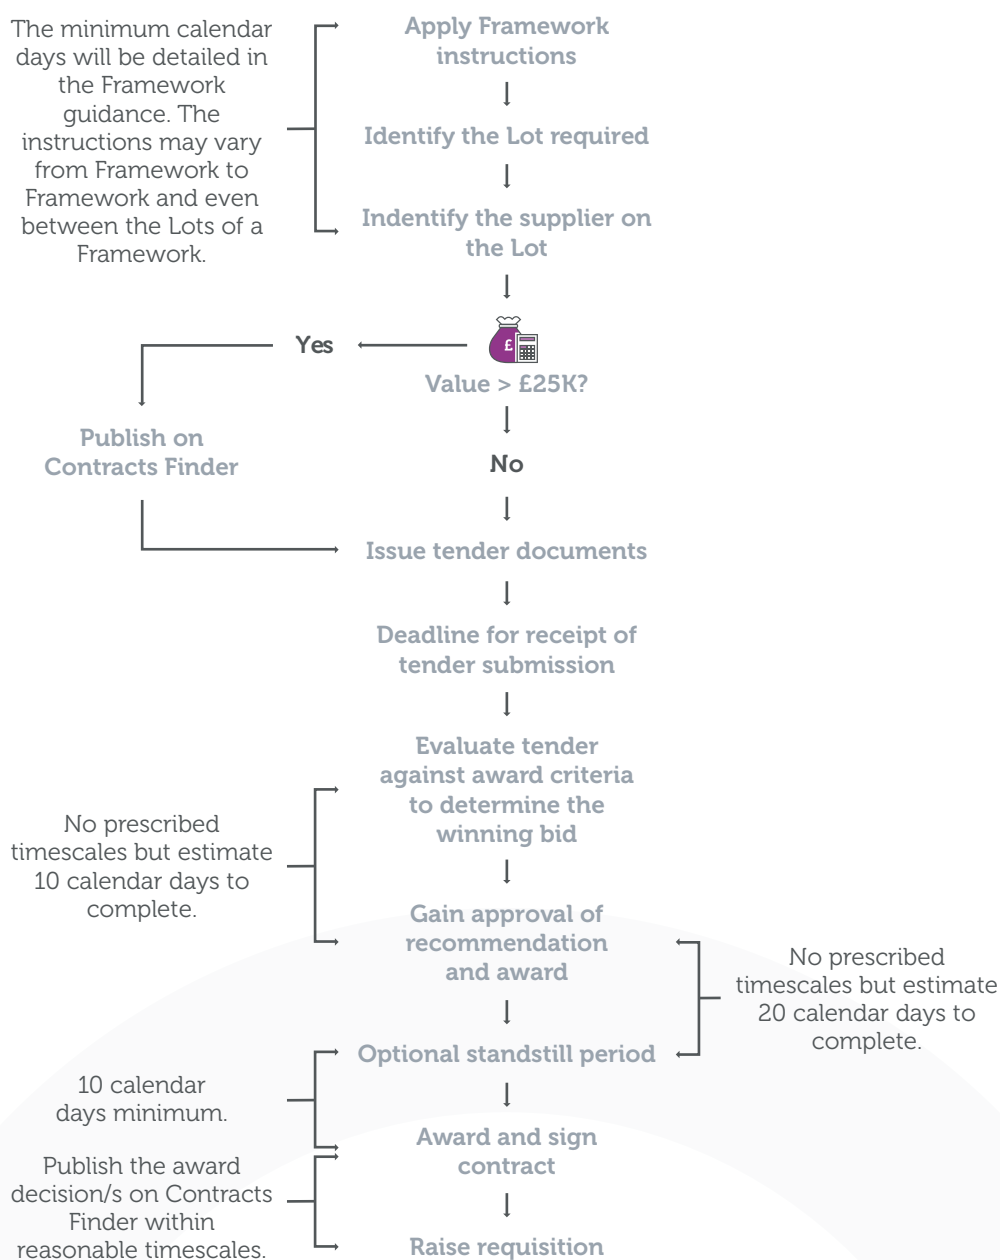 The minimum calendar
days will be detailed in
the Framework
guidance. The
instructions may vary
from Framework to
Framework and even
between the Lots of a
Framework.
Apply Framework
instructions
Identify the Lot required
Indentify the supplier on
the Lot
£
Value > £25K?
Yes
Publish on
Contracts Finder
No
Issue tender documents
Deadline for receipt of
tender submission
Evaluate tender
against award criteria
to determine the
winning bid
No prescribed
timescales but estimate
10 calendar days to
complete.
Gain approval of
recommendation
and award
No prescribed
timescales but estimate
20 calendar days to
complete.
Optional standstill period
10 calendar
days minimum.
Award and sign
contract
Publish the award
decision/s on Contracts
Finder within
reasonable timescales.
Raise requisition